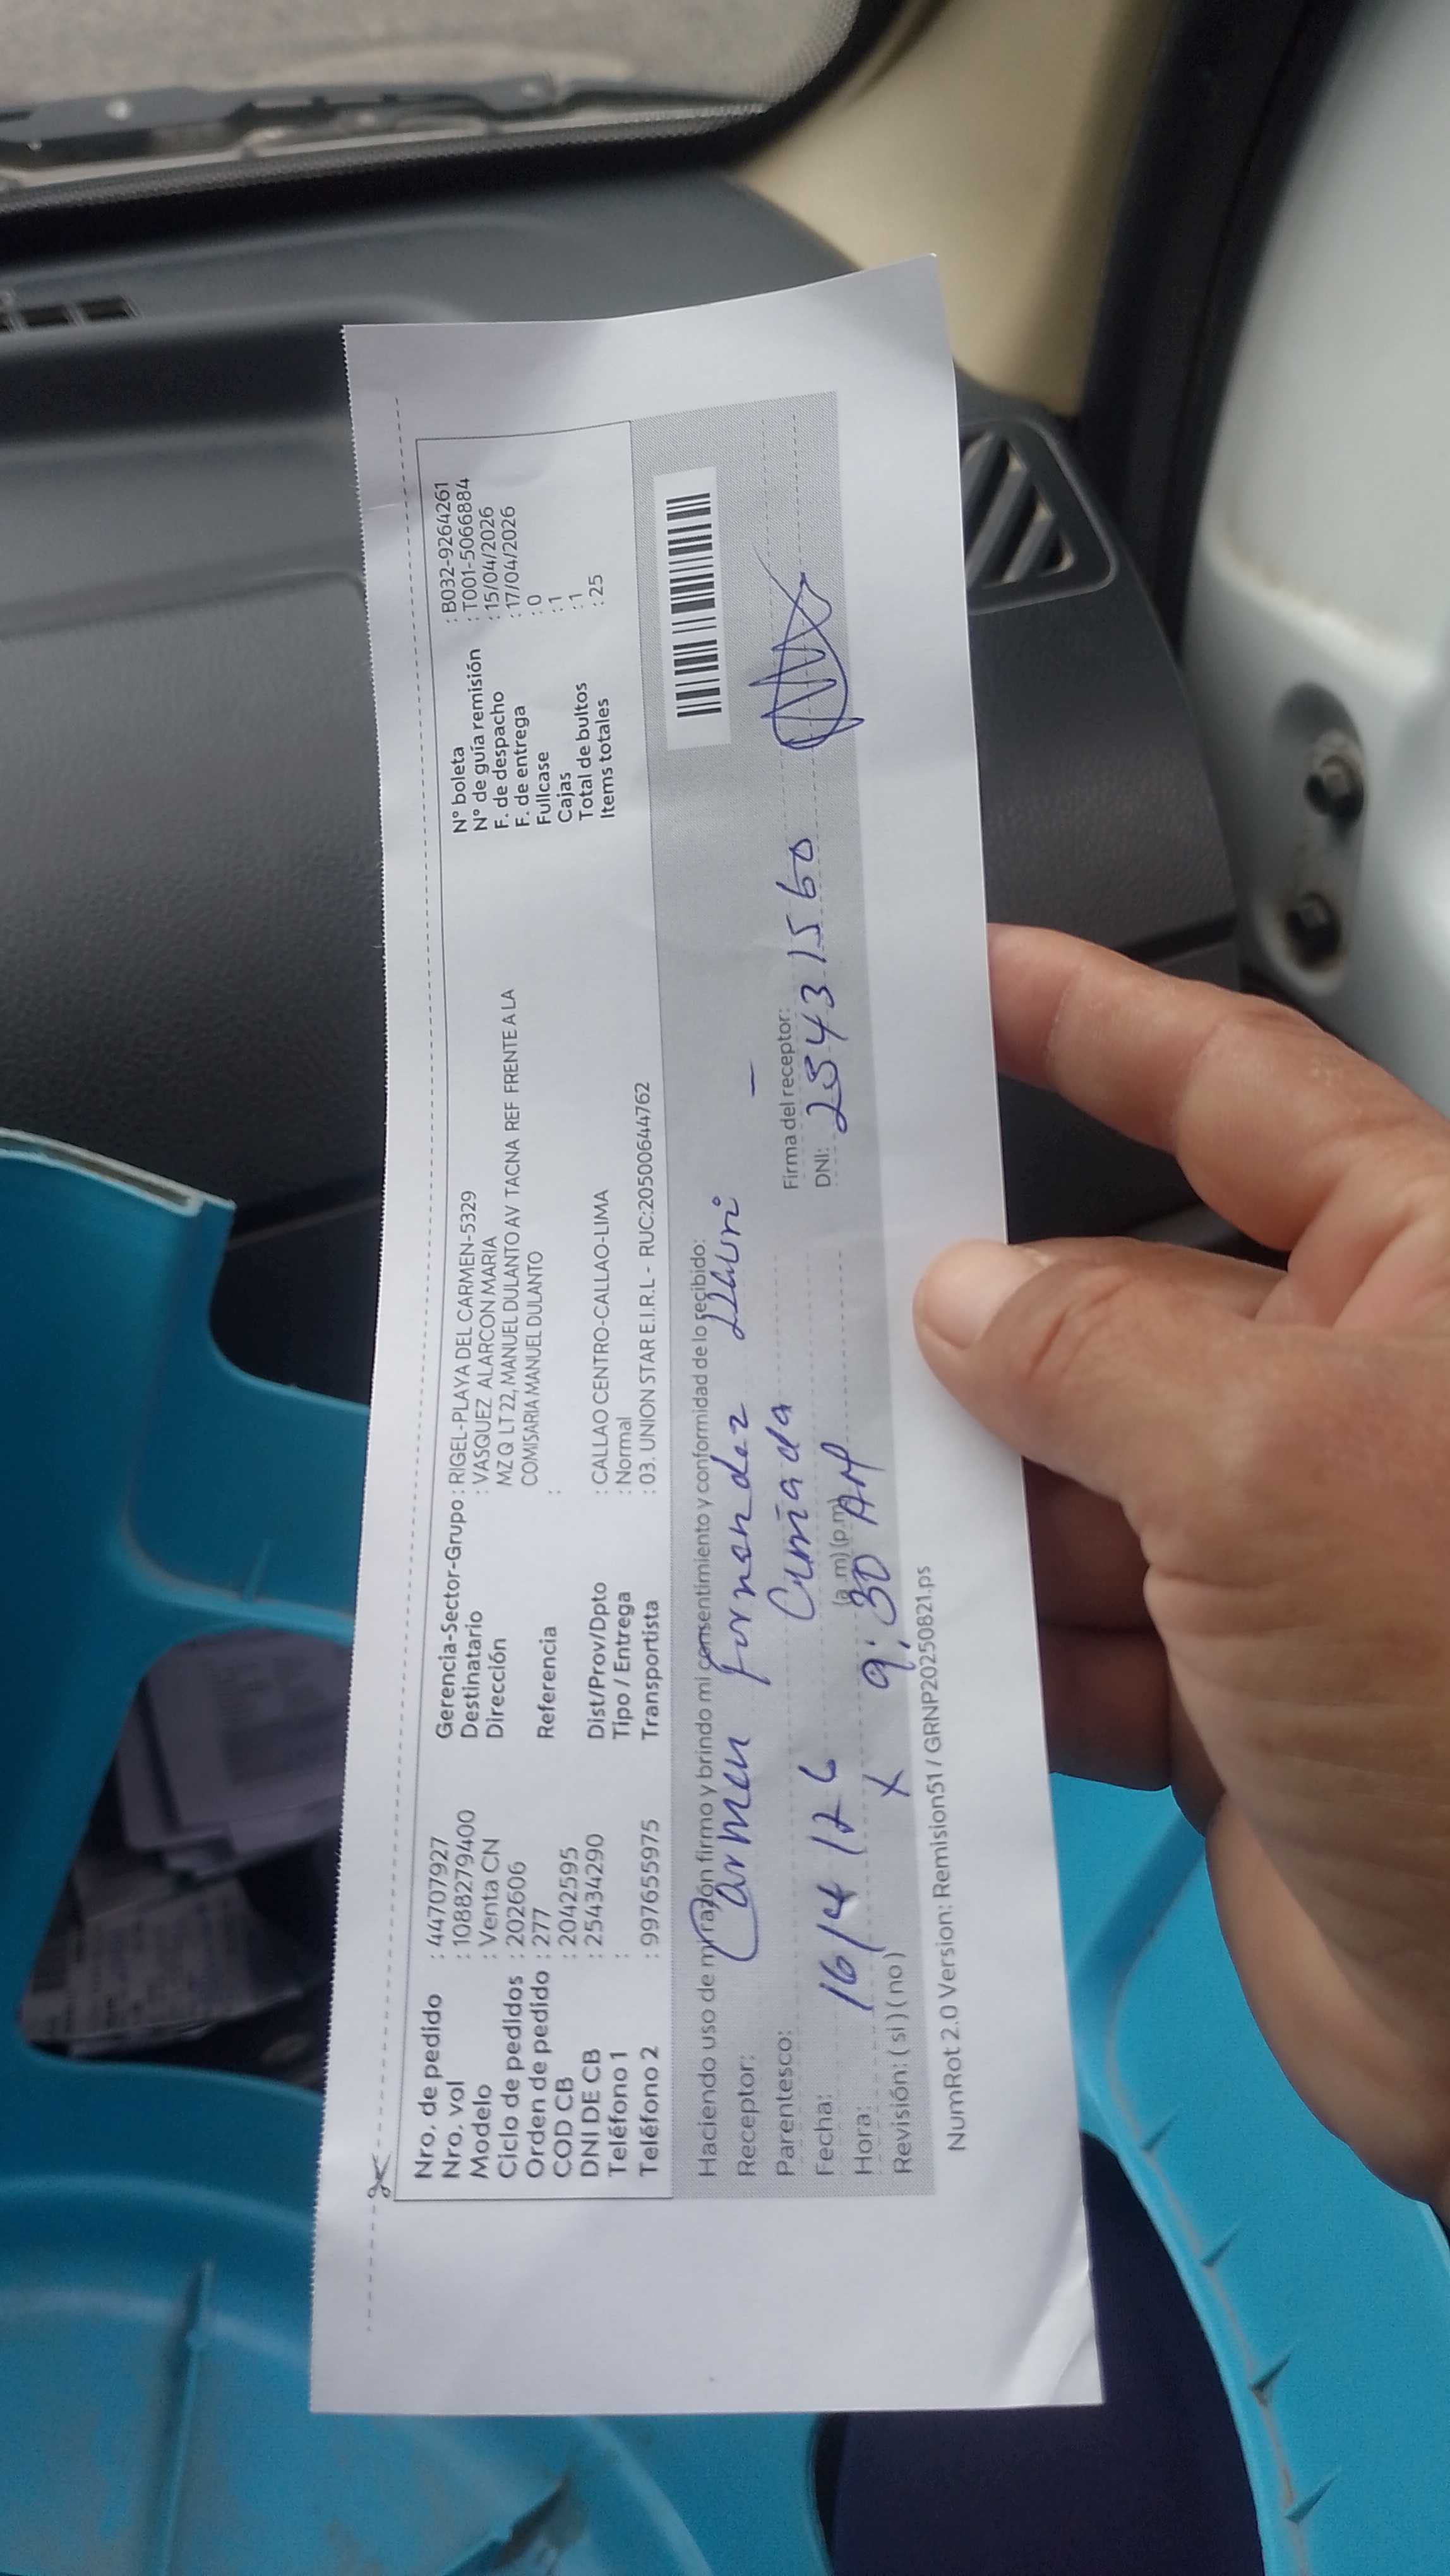 Nro. de pedido : 44707927
Nro. vol : 1088279400
Modelo : Venta CN
Ciclo de pedidos : 202606
Orden de pedido : 277
COD CB : 2042595
DNI DE CB : 25434290
Teléfono 1 :
Teléfono 2 : 997655975
Gerencia-Sector-Grupo : RIGEL-PLAYA DEL CARMEN-5329
Destinatario : VASQUEZ ALARCON MARIA
Dirección MZ Q LT 22, MANUEL DULANTO AV TACNA REF FRENTE A LA
COMISARIA MANUEL DULANTO
Referencia :
Dist/Prov/Dpto : CALLAO CENTRO-CALLAO-LIMA
Tipo / Entrega : Normal
Transportista : 03. UNION STAR E.I.R.L - RUC:20500644762
N° boleta : B032-9264261
N° de guía remisión : T001-5066884
F. de despacho : 15/04/2026
F. de entrega : 17/04/2026
Fullcase : 0
Cajas : 1
Total de bultos : 1
Items totales : 25
Haciendo uso de mi razón firmo y brindo mi consentimiento y conformidad de lo recibido:
Receptor: Carmen fernandez
Parentesco: Cuñada
Fecha: 16/4/26
Hora: 9:30 AM (a.m) (p.m)
Revisión: ( si ) ( no ) X
Firma del receptor:
DNI:
NumRot 2.0 Version: Remision51 / GRNP20250821.ps